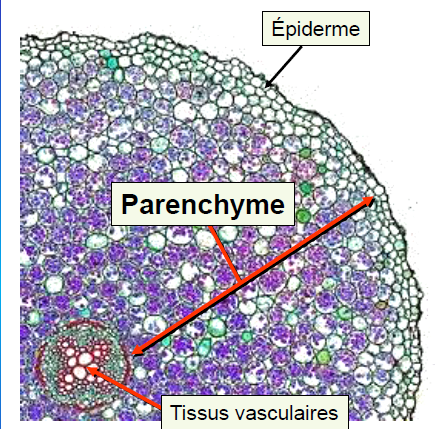 Épiderme
Parenchyme
Tissus vasculaires